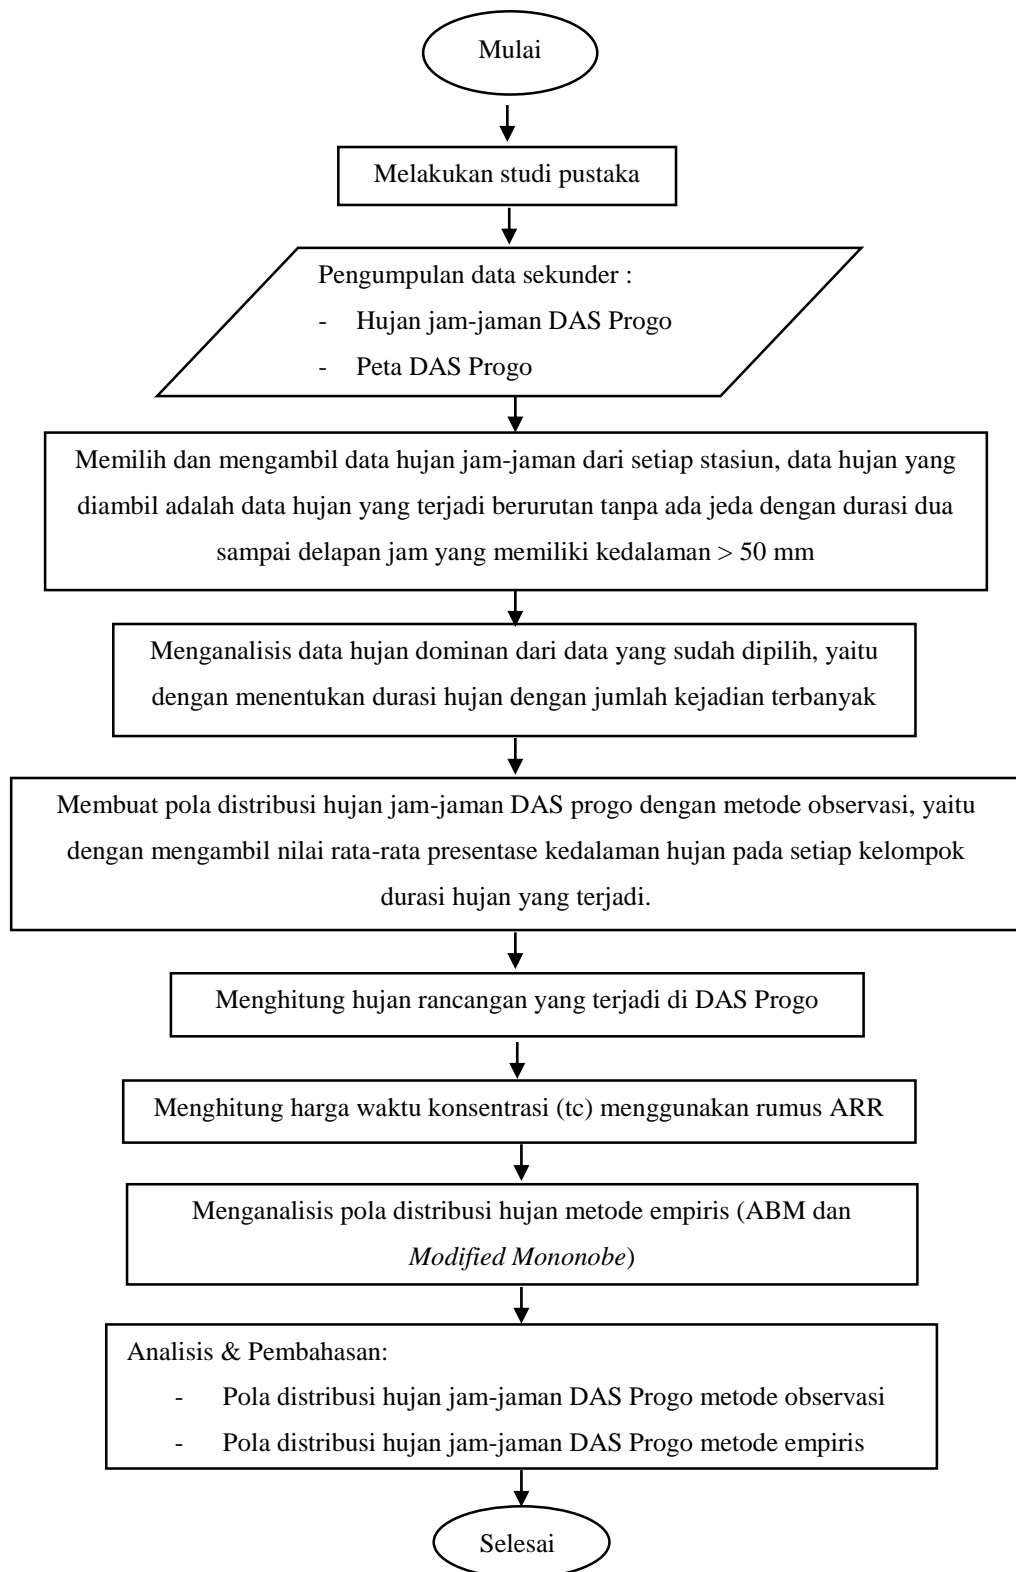 Mulai
Melakukan studi pustaka
Pengumpulan data sekunder :
- Hujan jam-jaman DAS Progo
- Peta DAS Progo
Memilih dan mengambil data hujan jam-jaman dari setiap stasiun, data hujan yang
diambil adalah data hujan yang terjadi berurutan tanpa ada jeda dengan durasi dua
sampai delapan jam yang memiliki kedalaman > 50 mm
Menganalisis data hujan dominan dari data yang sudah dipilih, yaitu
dengan menentukan durasi hujan dengan jumlah kejadian terbanyak
Membuat pola distribusi hujan jam-jaman DAS progo dengan metode observasi, yaitu
dengan mengambil nilai rata-rata presentase kedalaman hujan pada setiap kelompok
durasi hujan yang terjadi.
Menghitung hujan rancangan yang terjadi di DAS Progo
Menghitung harga waktu konsentrasi (tc) menggunakan rumus ARR
Menganalisis pola distribusi hujan metode empiris (ABM dan
Modified Mononobe)
Analisis & Pembahasan:
- Pola distribusi hujan jam-jaman DAS Progo metode observasi
- Pola distribusi hujan jam-jaman DAS Progo metode empiris
Selesai